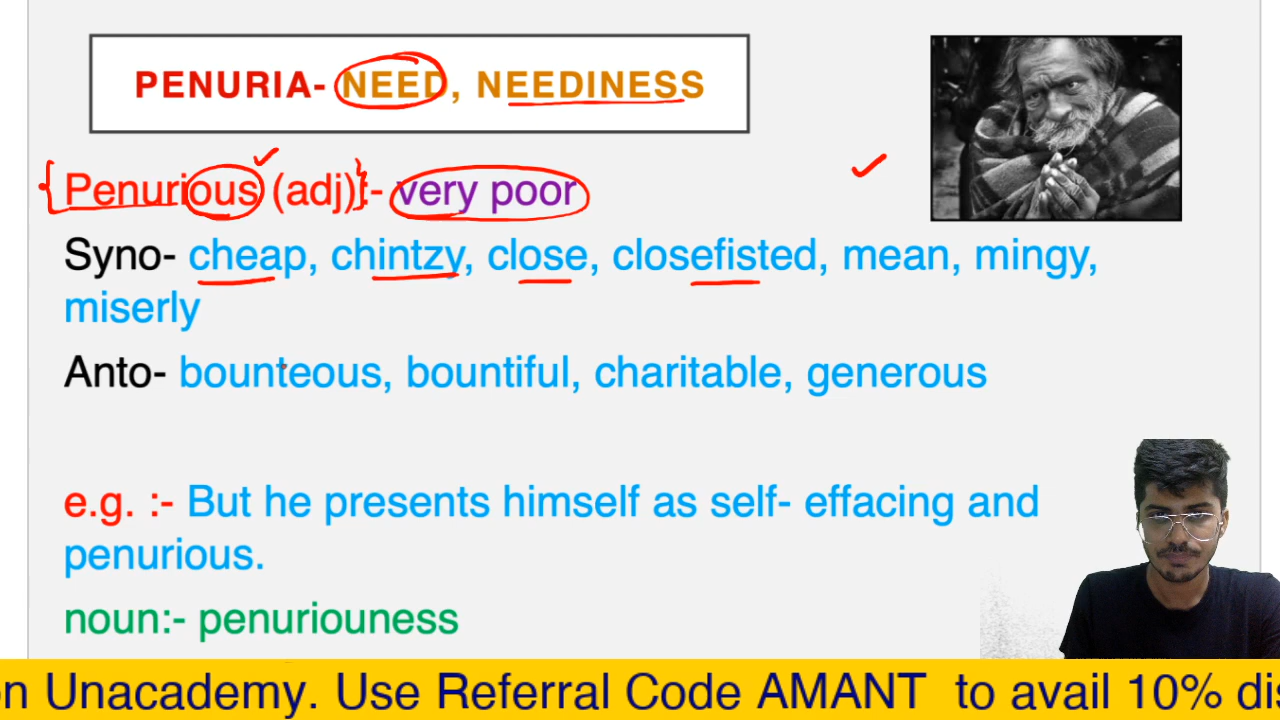 PENURIA- NEED, NEEDINESS
Penurious (adj):- very poor
Syno- cheap, chintzy, close, closefisted, mean, mingy,
miserly
Anto- bounteous, bountiful, charitable, generous
e.g. :- But he presents himself as self- effacing and
penurious.
noun:- penuriouness
on Unacademy. Use Referral Code AMANT to avail 10%